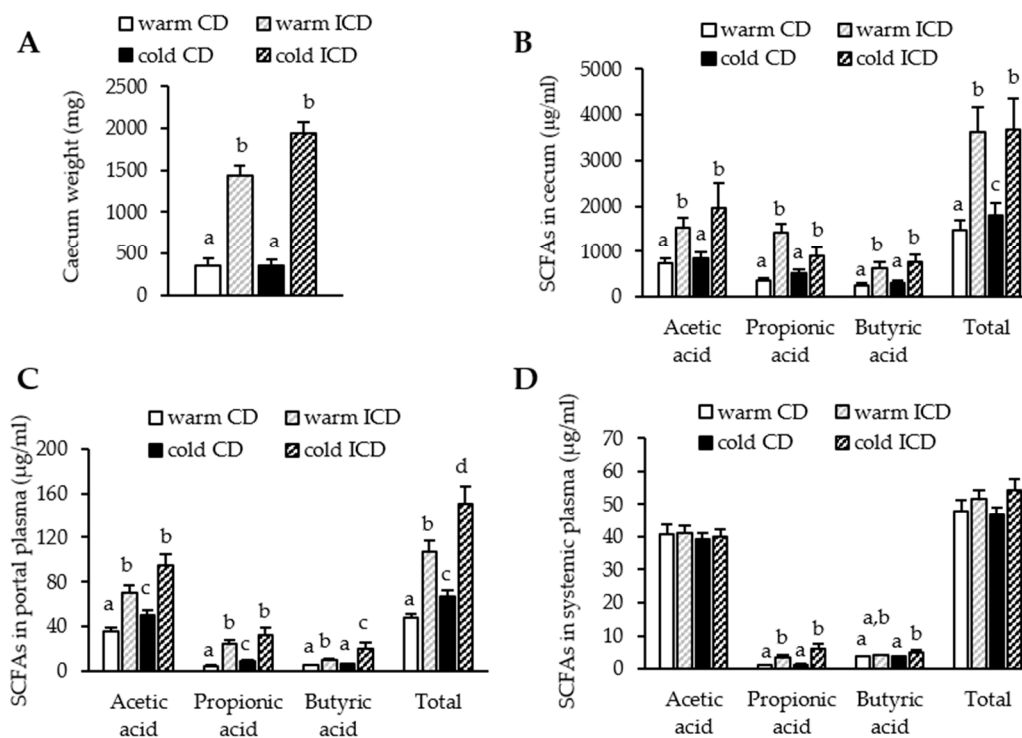 A
warm CD
warm ICD
cold CD
cold ICD
Caecum weight (mg)
2500
2000
1500
1000
500
0
a
b
a
b
B
warm CD
warm ICD
cold CD
cold ICD
SCFAs in cecum (µg/ml)
5000
4000
3000
2000
1000
0
a
b
a
b
a
b
a
b
a
b
a
b
a
b
c
b
Acetic
acid
Propionic
acid
Butyric
acid
Total
C
warm CD
warm ICD
cold CD
cold ICD
SCFAs in portal plasma (µg/ml)
200
160
120
80
40
0
a
b
c
b
a
b
c
b
a
b
a
c
a
b
c
d
Acetic
acid
Propionic
acid
Butyric
acid
Total
D
warm CD
warm ICD
cold CD
cold ICD
SCFAs in systemic plasma (µg/ml)
70
60
50
40
30
20
10
0
a
b
a
b
a
a,b
a
b
Acetic
acid
Propionic
acid
Butyric
acid
Total